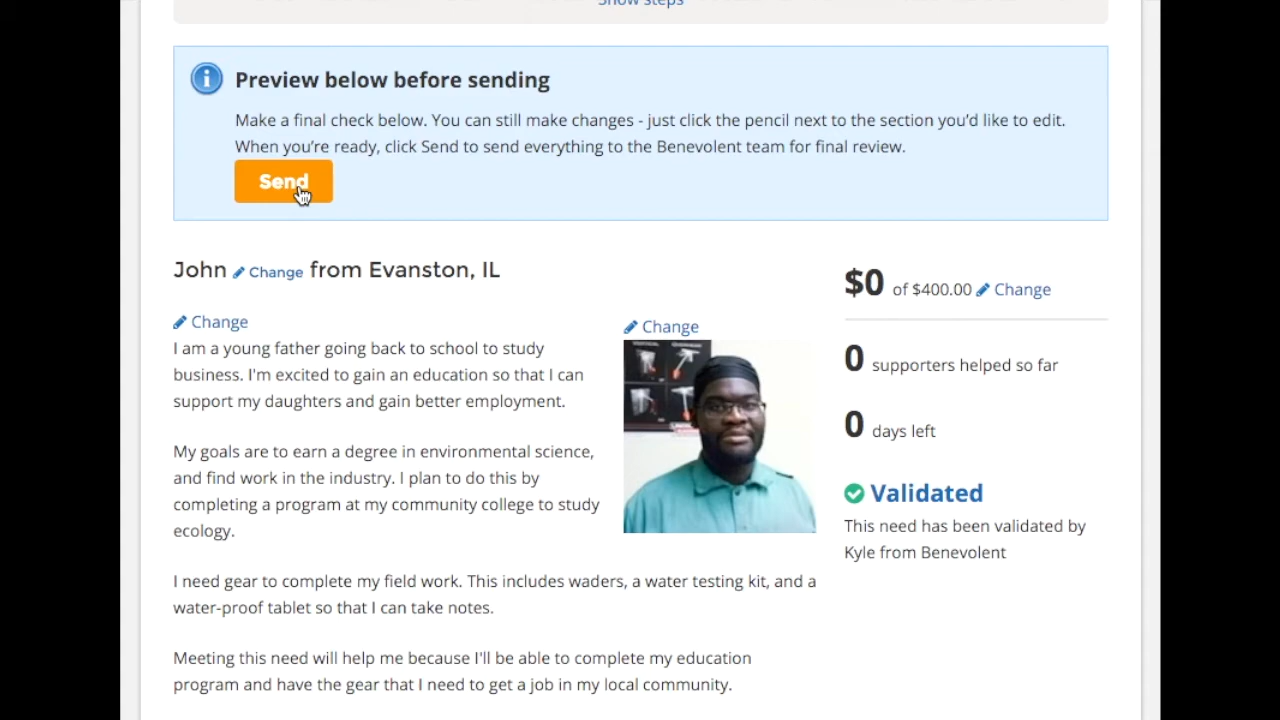 Show steps
Preview below before sending
Make a final check below. You can still make changes - just click the pencil next to the section you'd like to edit.
When you're ready, click Send to send everything to the Benevolent team for final review.
Send
John Change from Evanston, IL
Change
I am a young father going back to school to study
business. I'm excited to gain an education so that I can
support my daughters and gain better employment.
My goals are to earn a degree in environmental science,
and find work in the industry. I plan to do this by
completing a program at my community college to study
ecology.
Change
I need gear to complete my field work. This includes waders, a water testing kit, and a
water-proof tablet so that I can take notes.
Meeting this need will help me because I'll be able to complete my education
program and have the gear that I need to get a job in my local community.
$0 of $400.00 Change
0 supporters helped so far
0 days left
Validated
This need has been validated by
Kyle from Benevolent